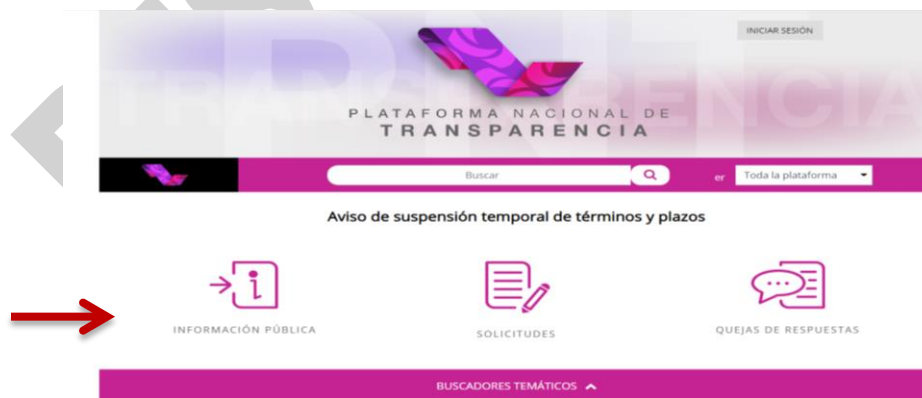 INICIAR SESIÓN
PLATAFORMA NACIONAL DE
TRANSPARENCIA
Buscar
er
Toda la plataforma
Aviso de suspensión temporal de términos y plazos
INFORMACIÓN PÚBLICA
SOLICITUDES
QUEJAS DE RESPUESTAS
BUSCADORES TEMÁTICOS